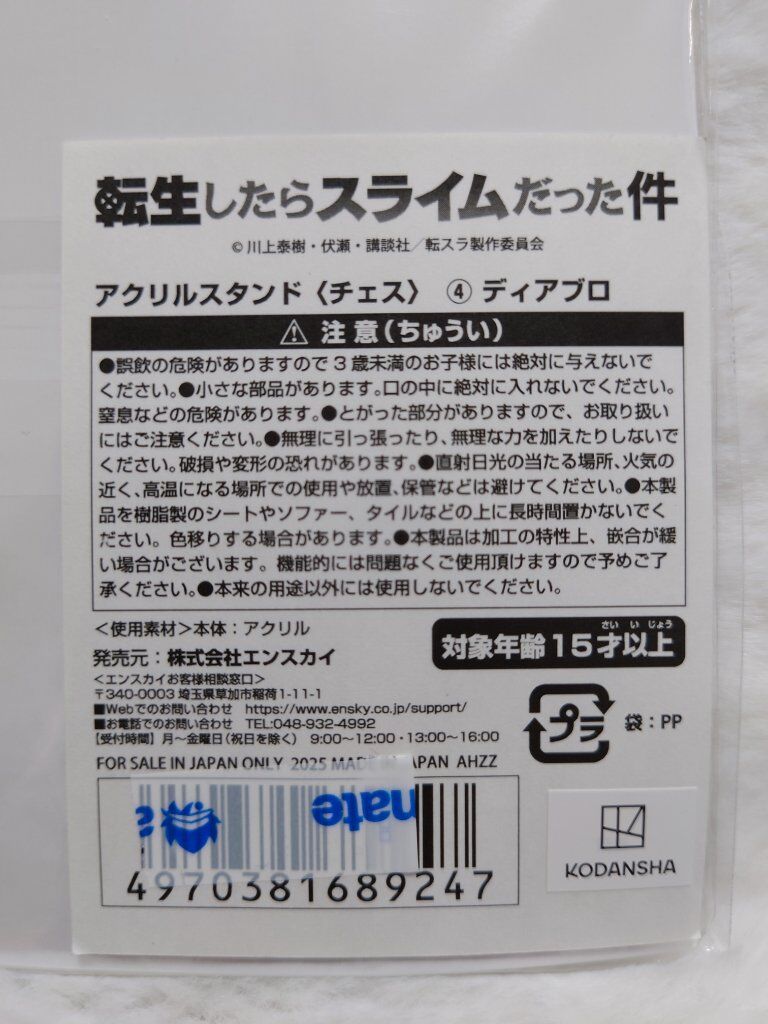 転生したらスライムだった件
©川上泰樹・伏瀬・講談社／転スラ製作委員会
アクリルスタンド〈チェス〉 ④ ディアブロ
⚠ 注意(ちゅうい)
●誤飲の危険がありますので3歳未満のお子様には絶対に与えないで
ください。●小さな部品があります。口の中に絶対に入れないでください。
窒息などの危険があります。●とがった部分がありますので、お取り扱い
にはご注意ください。●無理に引っ張ったり、無理な力を加えたりしないで
ください。破損や変形の恐れがあります。●直射日光の当たる場所、火気の
近く、高温になる場所での使用や放置、保管などは避けてください。●本製
品を樹脂製のシートやソファー、タイルなどの上に長時間置かないでく
ださい。色移りする場合があります。●本製品は加工の特性上、嵌合が緩
い場合がございます。機能的には問題なくご使用頂けますので予めご了
承ください。●本来の用途以外には使用しないでください。
＜使用素材＞本体：アクリル
さい いじょう
対象年齢15才以上
発売元：株式会社エンスカイ
＜エンスカイお客様相談窓口＞
〒340-0003 埼玉県草加市稲荷1-11-1
■Webでのお問い合わせ https://www.ensky.co.jp/support/
■お電話でのお問い合わせ TEL:048-932-4992
【受付時間】月〜金曜日(祝日を除く) 9:00〜12:00・13:00〜16:00
プラ
袋：PP
FOR SALE IN JAPAN ONLY 2025 MADE IN JAPAN AHZZ
nate
4970381689247
KODANSHA